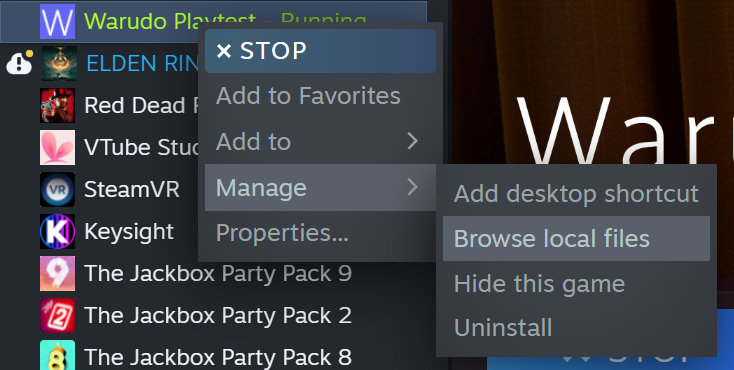 Warudo Playtest - Running
STOP
ELDEN RIN
Add to Favorites
Red Dead
Add to
VTube Stud
Manage
SteamVR
Properties...
Keysight
The Jackbox Party Pack 9
The Jackbox Party Pack 2
The Jackbox Party Pack 8
Add desktop shortcut
Browse local files
Hide this game
Uninstall
Waru
STOP